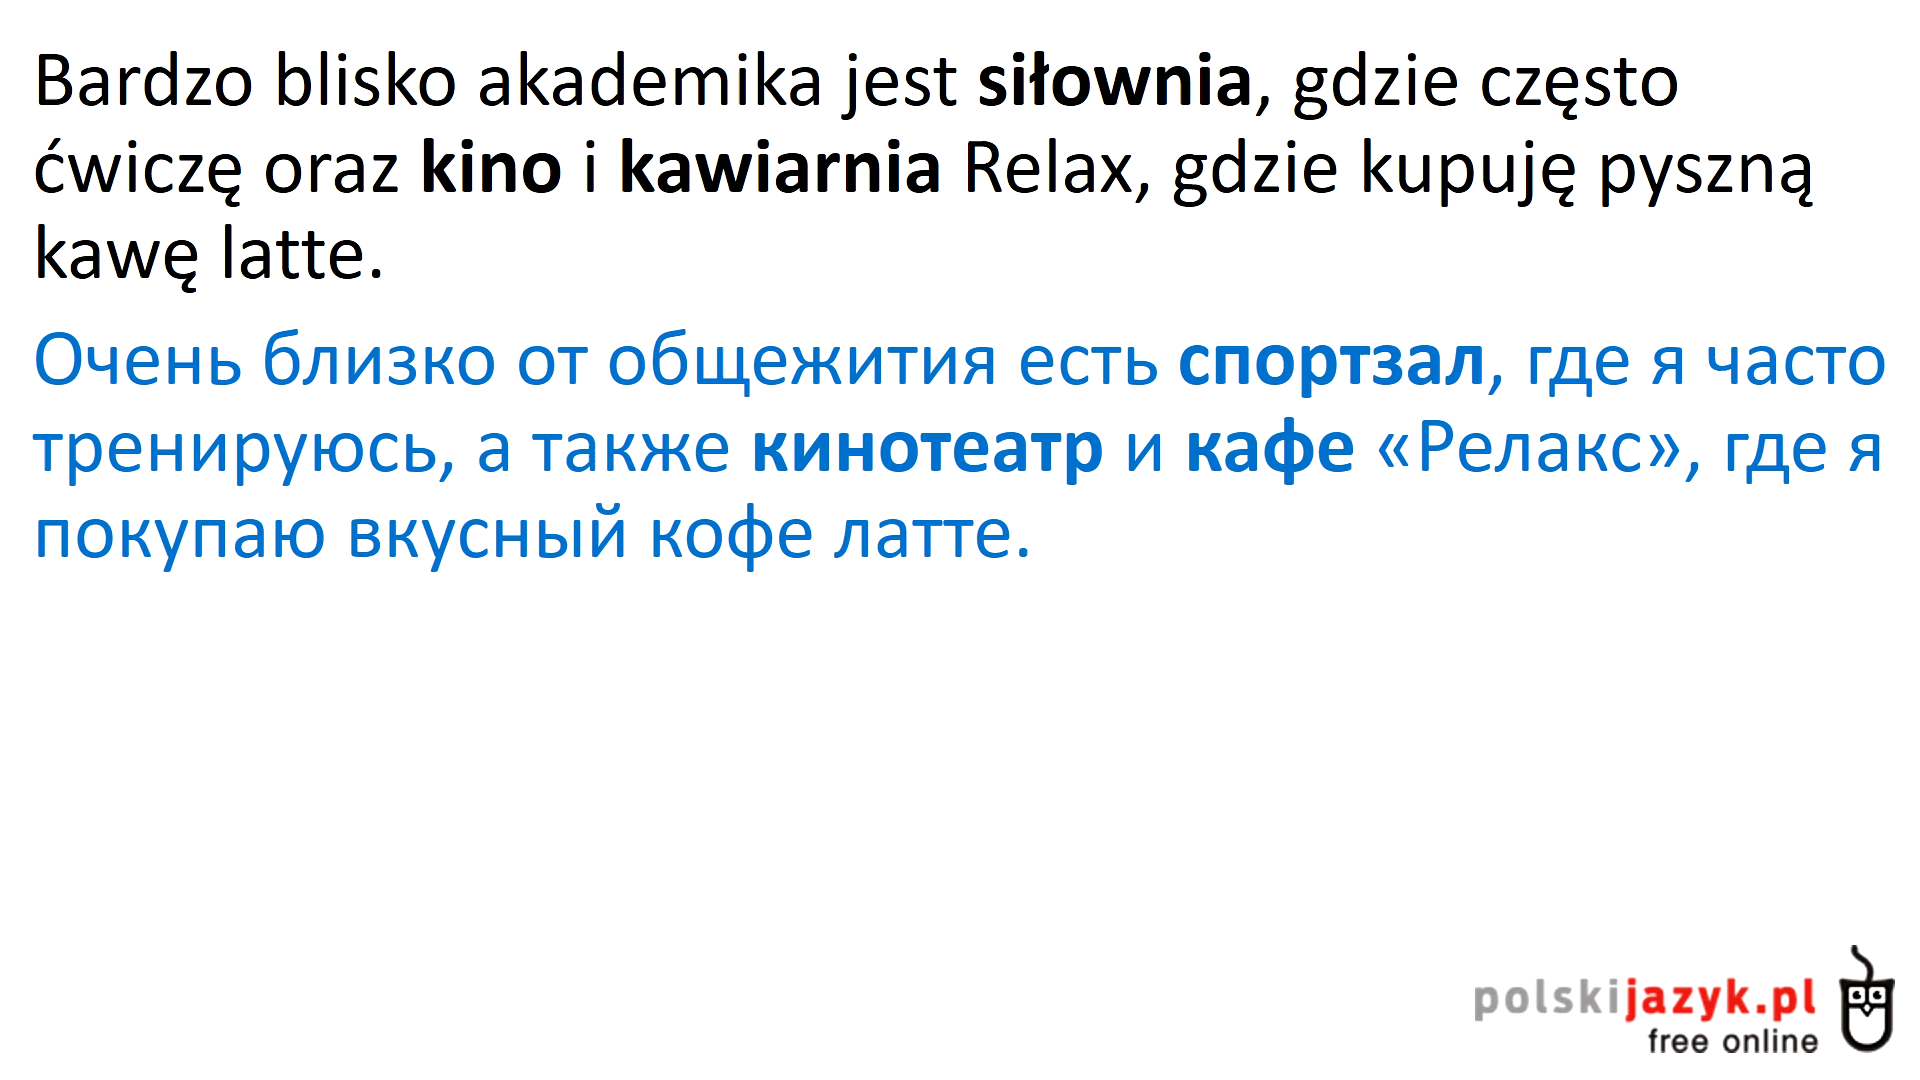 Bardzo blisko akademika jest siłownia, gdzie często
ćwiczę oraz kino i kawiarnia Relax, gdzie kupuję pyszną
kawę latte.
Очень близко от общежития есть спортзал, где я часто
тренируюсь, а также кинотеатр и кафе «Релакс», где я
покупаю вкусный кофе латте.
polskijazyk.pl
free online